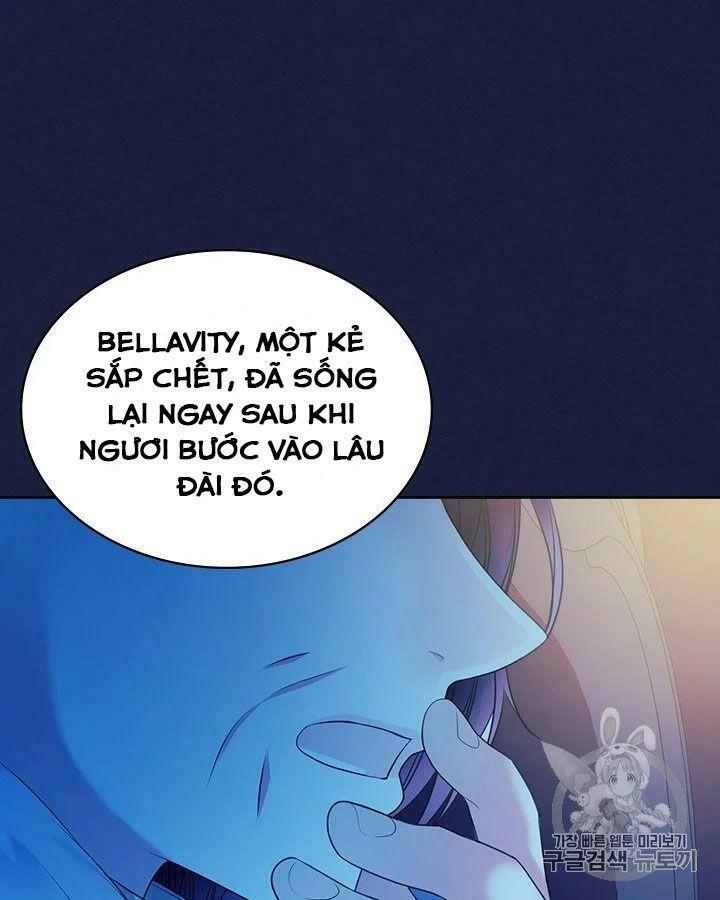 BELLAVITY, MỘT KẺ
SẮP CHẾT, ĐÃ SỐNG
LẠI NGAY SAU KHI
NGƯƠI BƯỚC VÀO LÂU
ĐÀI ĐÓ.
가장 빠른 웹툰 미리보기
구글검색 뉴토끼